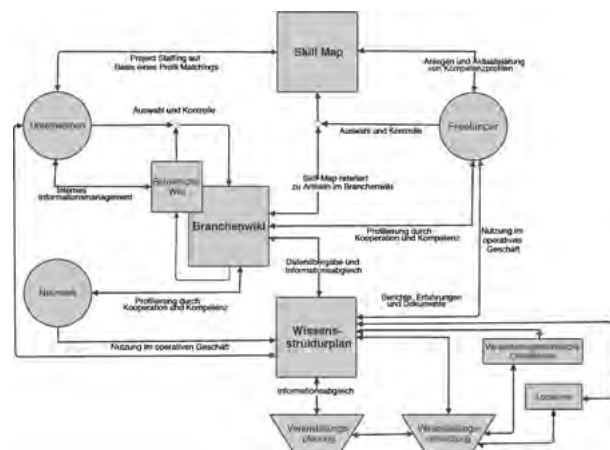 Skill Map
Project Staffing auf
Basis eines Profil Matchings
Anlegen und Aktualisierung
von Kompetenzprofilen
Auswahl und Kontrolle
Unternehmen
Freelancer
Auswahl und Kontrolle
Skill-Map referiert
zu Artikeln im Branchenwiki
Wiki
Internes
Informationsmanagement
Branchenwiki
Profilierung durch
Kooperation und Kompetenz
Nutzung im
operatives
Geschäft
Datenübergabe und
Informationsabgleich
Netzwerk
Profilierung durch
Kooperation und Kompetenz
Berichte, Erfahrungen
und Dokumente
Wissens-
strukturplan
Nutzung im operativen Geschäft
Informationsabgleich
Veranstaltungs-
planung
Veranstaltungs-